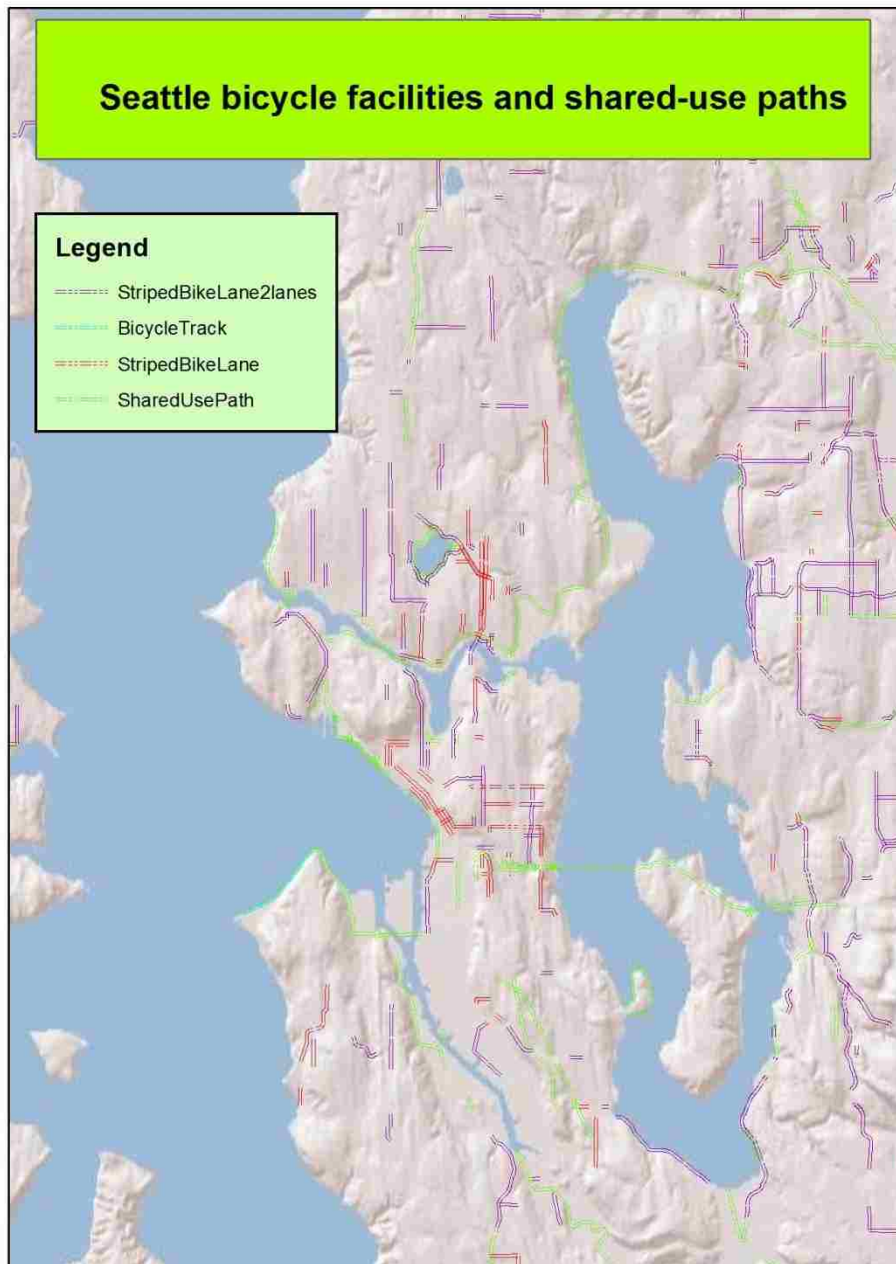 Seattle bicycle facilities and shared-use paths
Legend
StripedBikeLane2lanes
BicycleTrack
StripedBikeLane
SharedUsePath